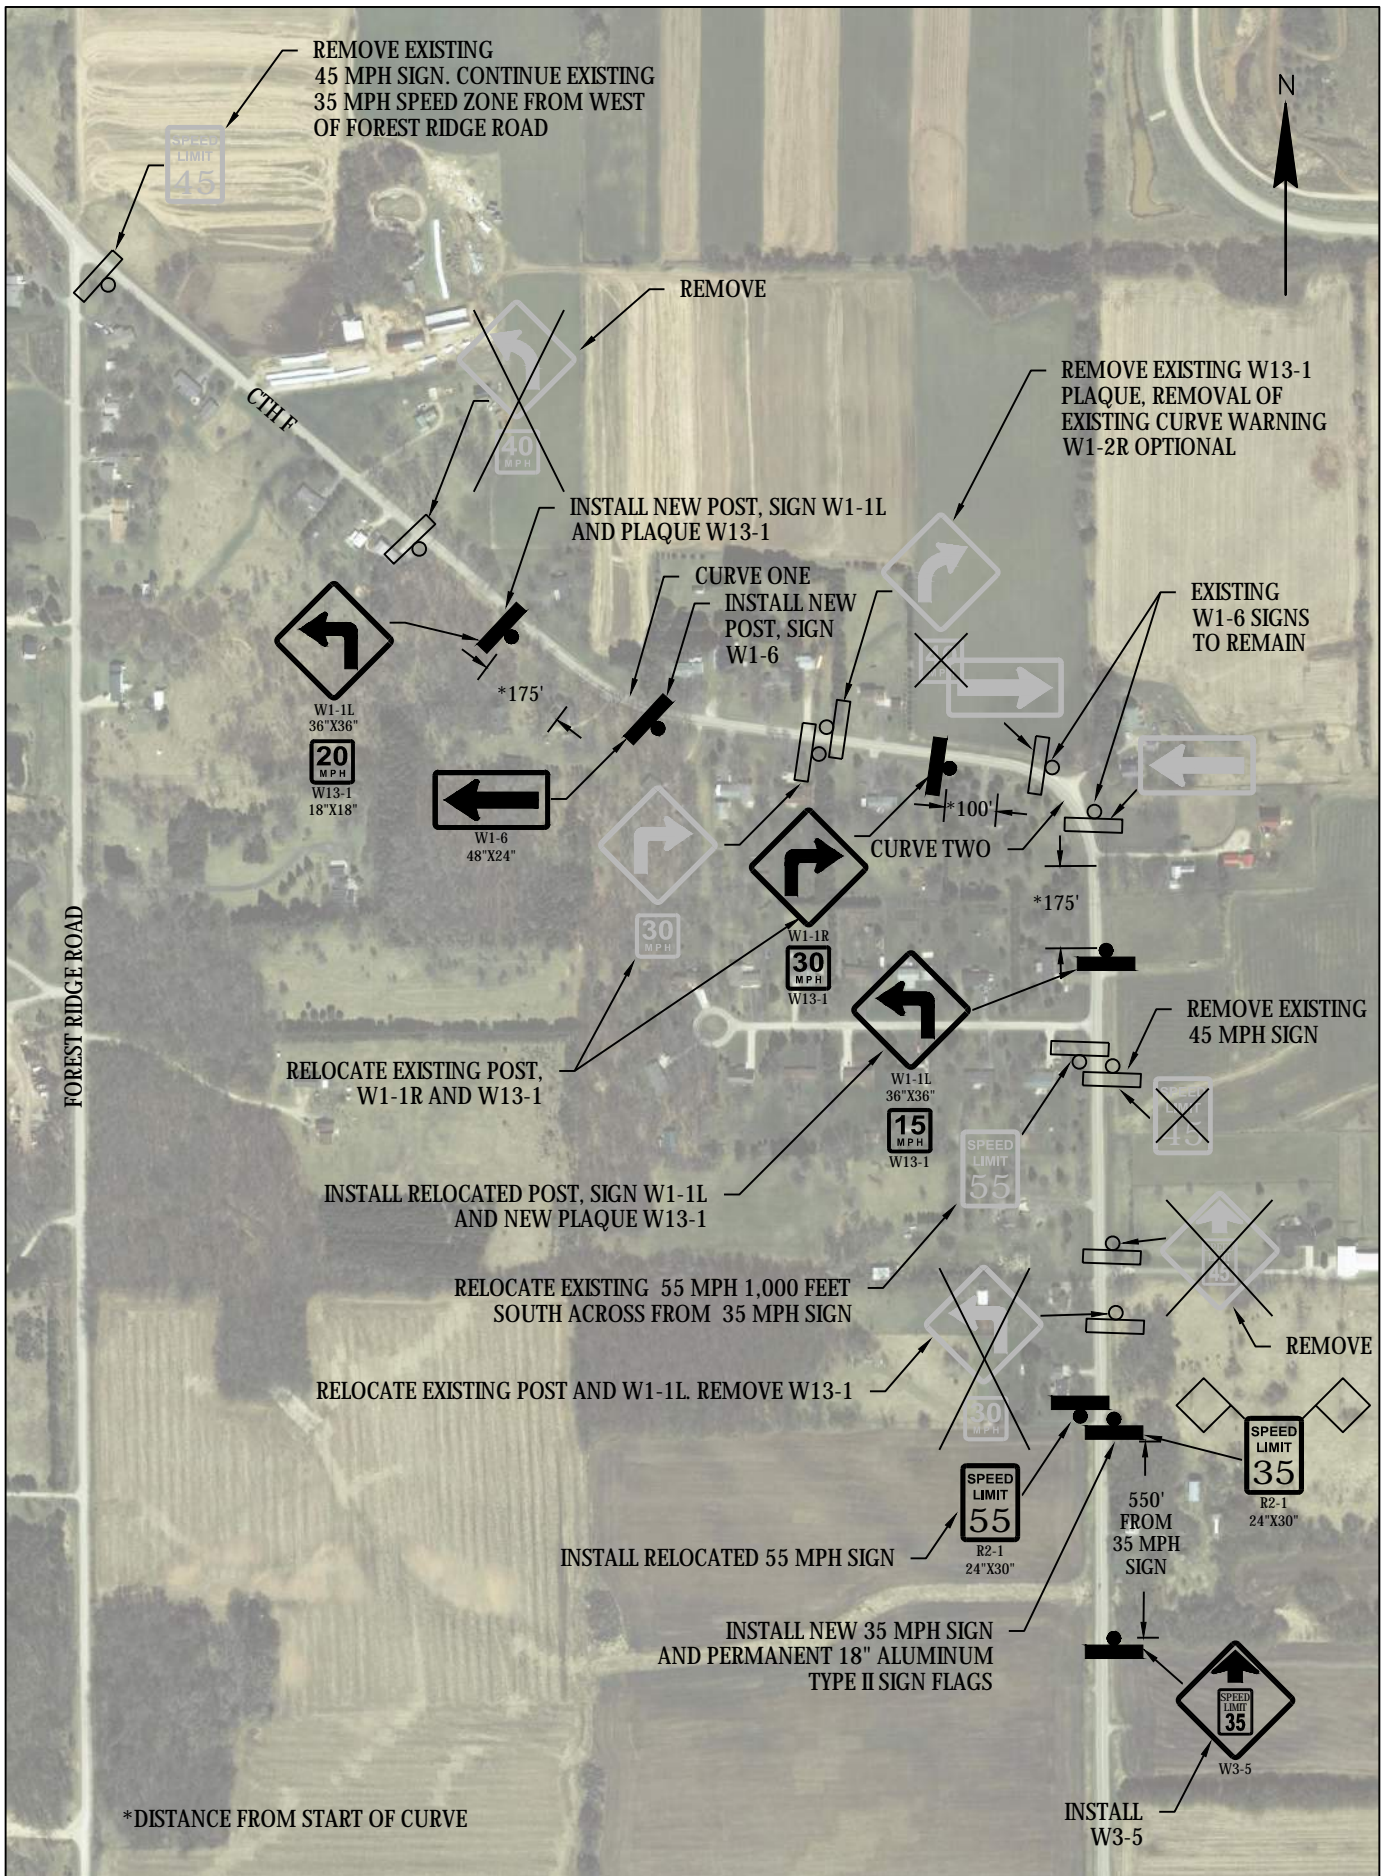 REMOVE EXISTING
45 MPH SIGN. CONTINUE EXISTING
35 MPH SPEED ZONE FROM WEST
OF FOREST RIDGE ROAD
SPEED
LIMIT
45
N
REMOVE
CTH F
40
MPH
REMOVE EXISTING W13-1
PLAQUE, REMOVAL OF
EXISTING CURVE WARNING
W1-2R OPTIONAL
INSTALL NEW POST, SIGN W1-1L
AND PLAQUE W13-1
CURVE ONE
INSTALL NEW
POST, SIGN
W1-6
EXISTING
W1-6 SIGNS
TO REMAIN
*175'
W1-1L
36"X36"
20
MPH
W13-1
18"X18"
W1-6
48"X24"
*100'
CURVE TWO
*175'
30
MPH
W1-1R
30
MPH
W13-1
FOREST RIDGE ROAD
REMOVE EXISTING
45 MPH SIGN
RELOCATE EXISTING POST,
W1-1R AND W13-1
W1-1L
36"X36"
15
MPH
W13-1
SPEED
LIMIT
45
SPEED
LIMIT
55
INSTALL RELOCATED POST, SIGN W1-1L
AND NEW PLAQUE W13-1
RELOCATE EXISTING 55 MPH 1,000 FEET
SOUTH ACROSS FROM 35 MPH SIGN
45
REMOVE
RELOCATE EXISTING POST AND W1-1L. REMOVE W13-1
30
MPH
SPEED
LIMIT
35
R2-1
24"X30"
SPEED
LIMIT
55
R2-1
24"X30"
550'
FROM
35 MPH
SIGN
INSTALL RELOCATED 55 MPH SIGN
INSTALL NEW 35 MPH SIGN
AND PERMANENT 18" ALUMINUM
TYPE II SIGN FLAGS
SPEED
LIMIT
35
W3-5
INSTALL
W3-5
*DISTANCE FROM START OF CURVE